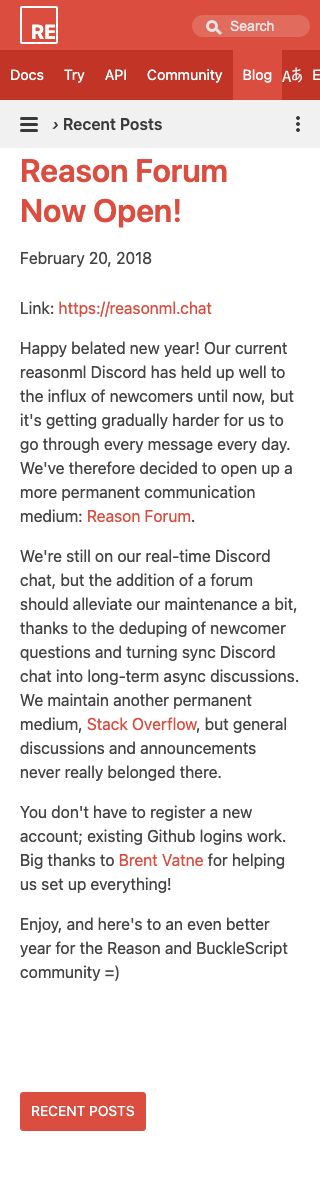 RE
Search
Docs Try API Community Blog Aあ E
› Recent Posts
Reason Forum
Now Open!
February 20, 2018
Link: https://reasonml.chat
Happy belated new year! Our current
reasonml Discord has held up well to
the influx of newcomers until now, but
it's getting gradually harder for us to
go through every message every day.
We've therefore decided to open up a
more permanent communication
medium: Reason Forum.
We're still on our real-time Discord
chat, but the addition of a forum
should alleviate our maintenance a bit,
thanks to the deduping of newcomer
questions and turning sync Discord
chat into long-term async discussions.
We maintain another permanent
medium, Stack Overflow, but general
discussions and announcements
never really belonged there.
You don't have to register a new
account; existing Github logins work.
Big thanks to Brent Vatne for helping
us set up everything!
Enjoy, and here's to an even better
year for the Reason and BuckleScript
community =)
RECENT POSTS